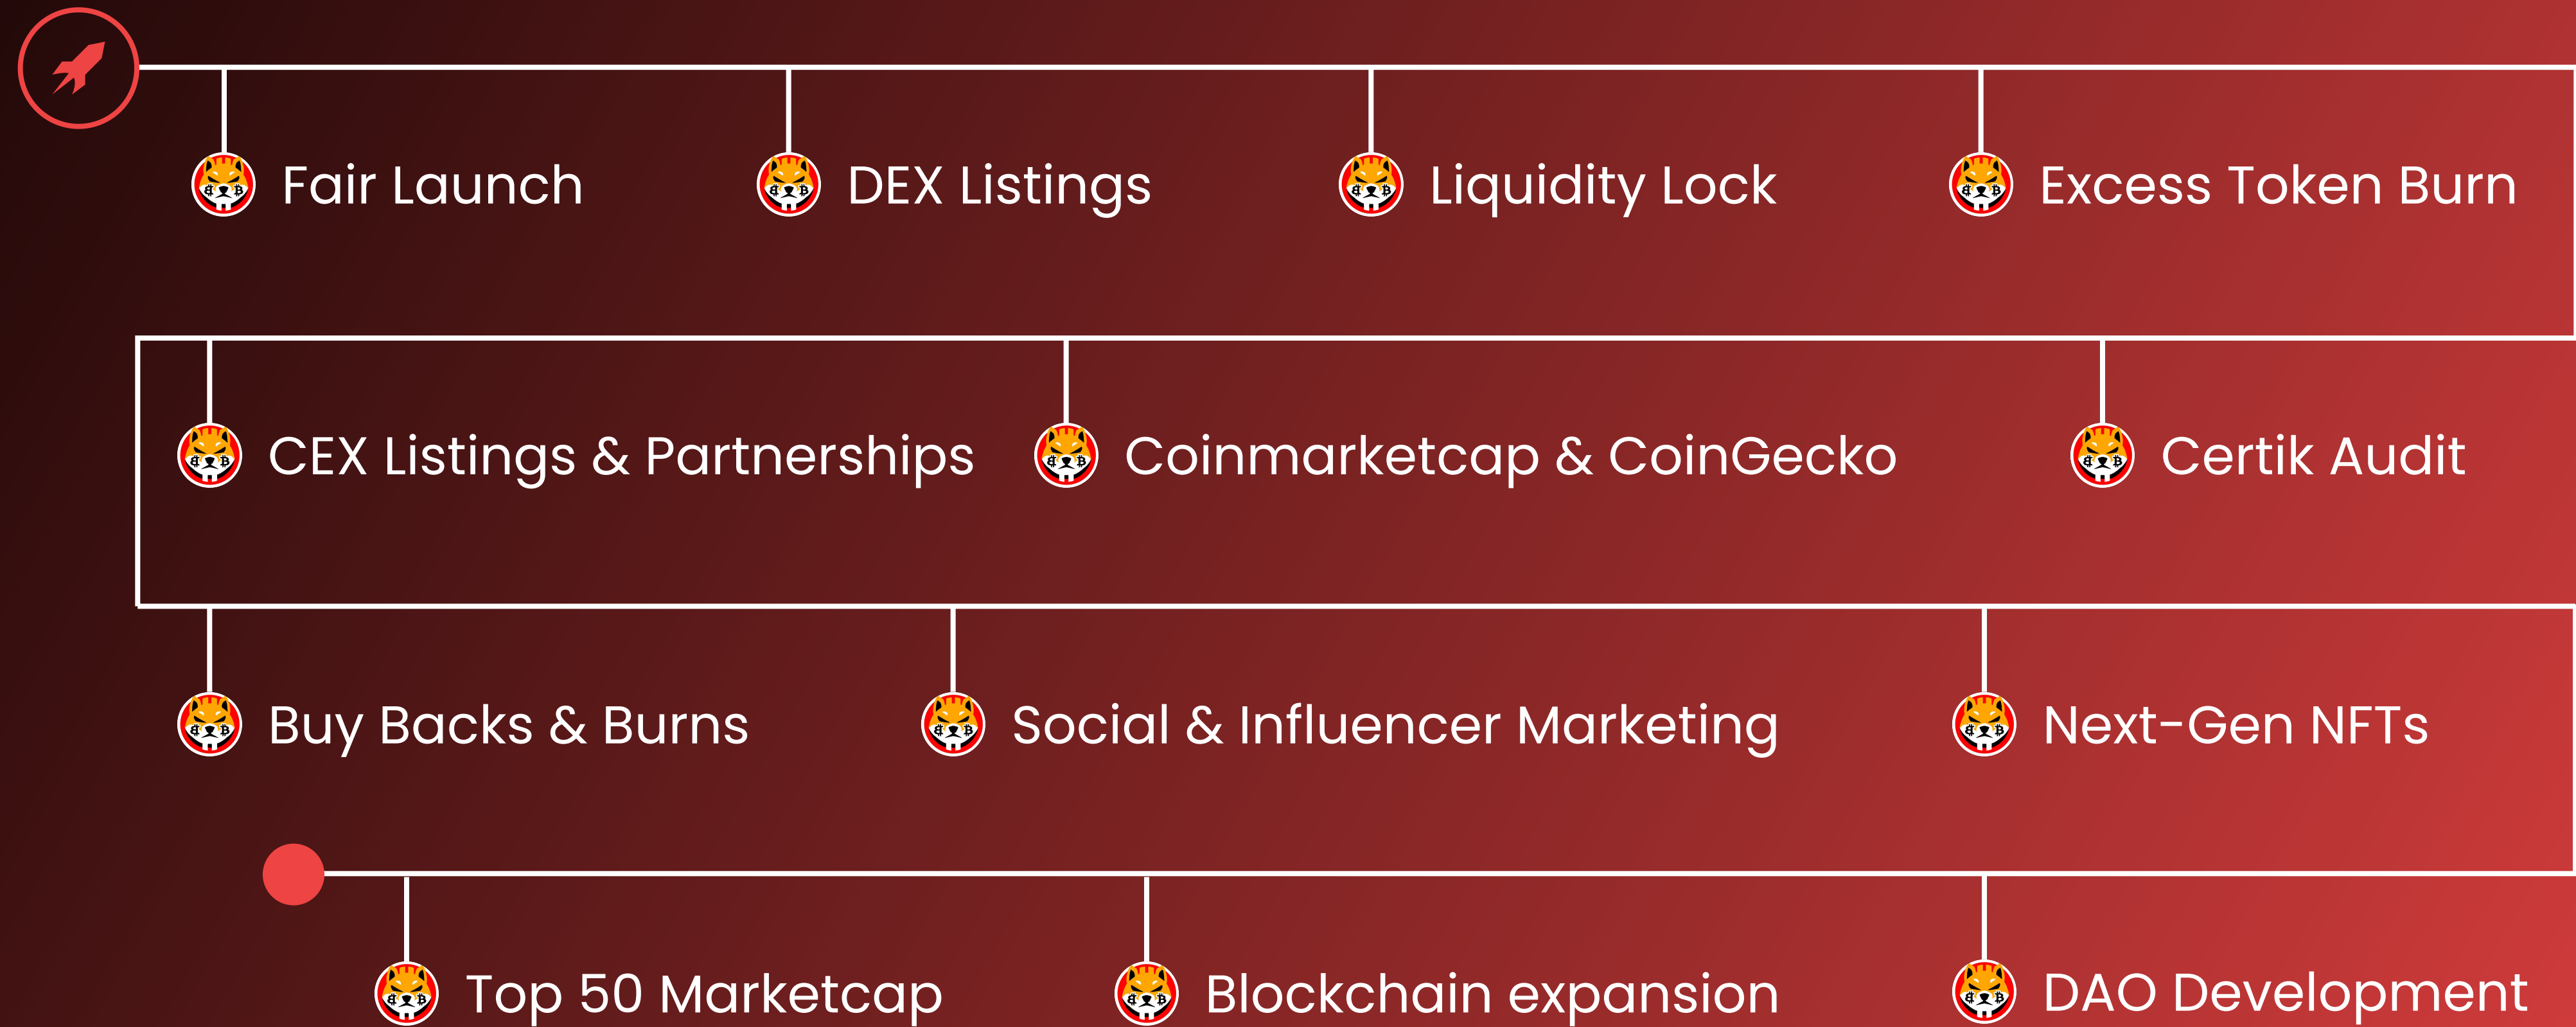 Fair Launch
DEX Listings
Liquidity Lock
Excess Token Burn
CEX Listings & Partnerships
Coinmarketcap & CoinGecko
Certik Audit
Buy Backs & Burns
Social & Influencer Marketing
Next-Gen NFTs
Top 50 Marketcap
Blockchain expansion
DAO Development